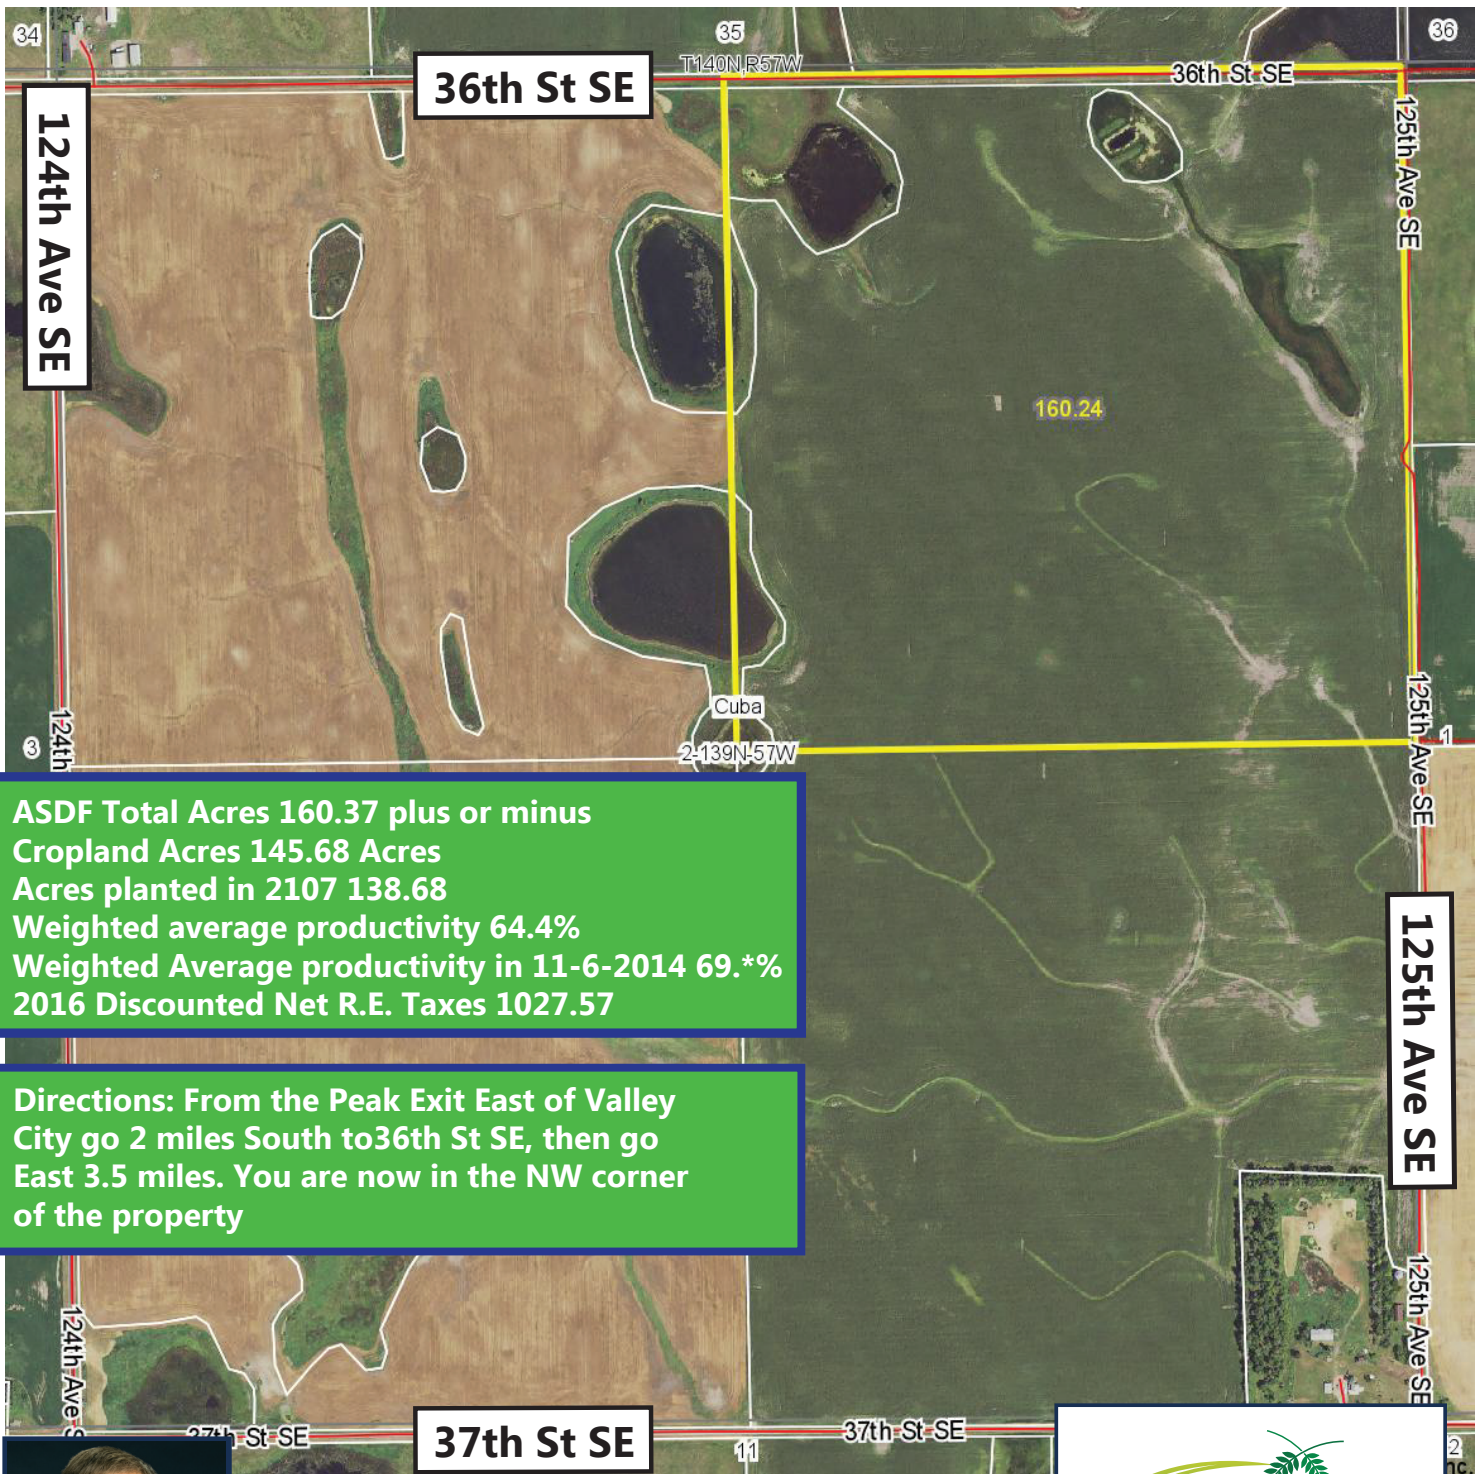 34
35
36
T140N,R57W
36th St SE
36th St SE
124th Ave SE
125th Ave SE
160.24
124th
3
Cuba
2-139N-57W
125th Ave SE
1
ASDF Total Acres 160.37 plus or minus
Cropland Acres 145.68 Acres
Acres planted in 2107 138.68
Weighted average productivity 64.4%
Weighted Average productivity in 11-6-2014 69.*%
2016 Discounted Net R.E. Taxes 1027.57
125th Ave SE
Directions: From the Peak Exit East of Valley
City go 2 miles South to36th St SE, then go
East 3.5 miles. You are now in the NW corner
of the property
124th Ave S
125th Ave SE
37th St SE
37th St SE
37th St SE
11
2
nc